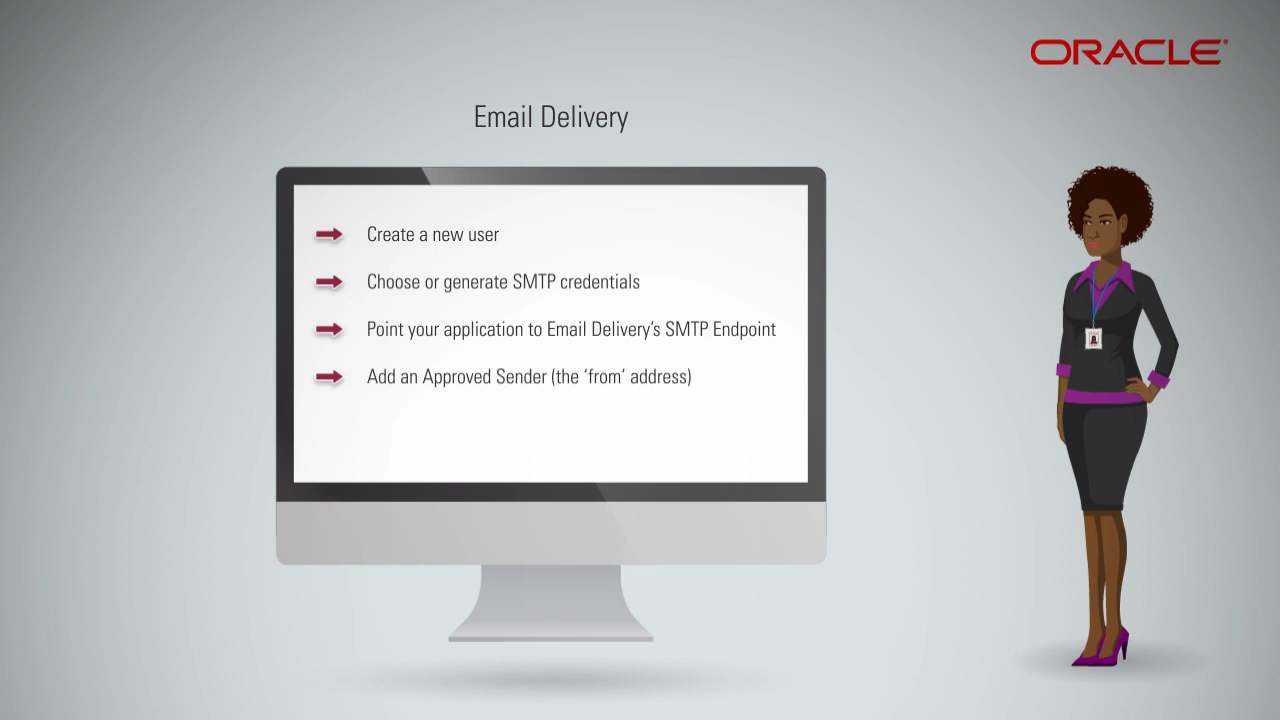 ORACLE
Email Delivery
Create a new user
Choose or generate SMTP credentials
Point your application to Email Delivery's SMTP Endpoint
Add an Approved Sender (the 'from' address)